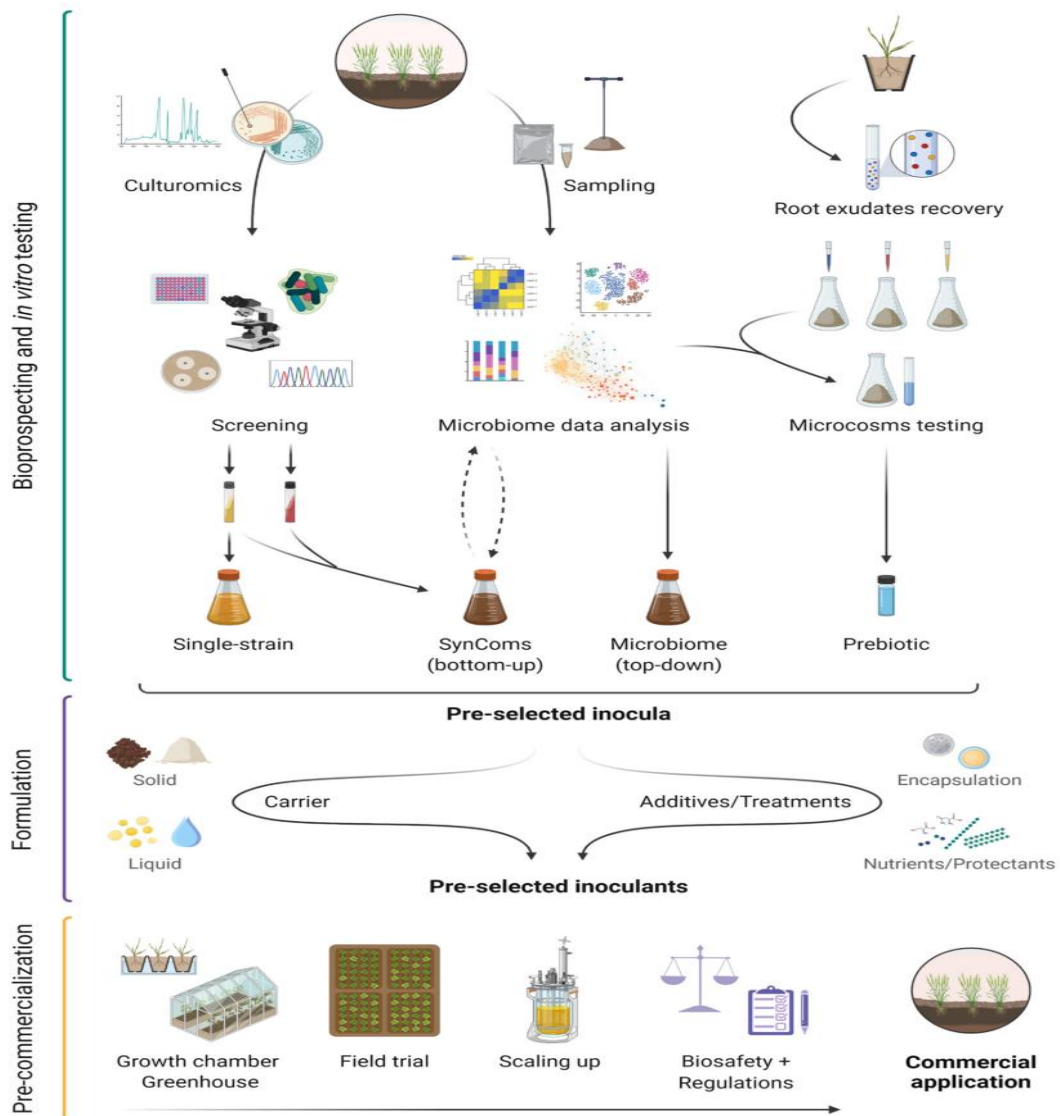 Bioprospecting and in vitro testing
Culturomics
Sampling
Root exudates recovery
Screening
Microbiome data analysis
Microcosms testing
Single-strain
SynComs
(bottom-up)
Microbiome
(top-down)
Prebiotic
Pre-selected inocula
Formulation
Solid
Liquid
Carrier
Additives/Treatments
Encapsulation
Nutrients/Protectants
Pre-selected inoculants
Pre-commercialization
Growth chamber
Greenhouse
Field trial
Scaling up
Biosafety +
Regulations
Commercial
application